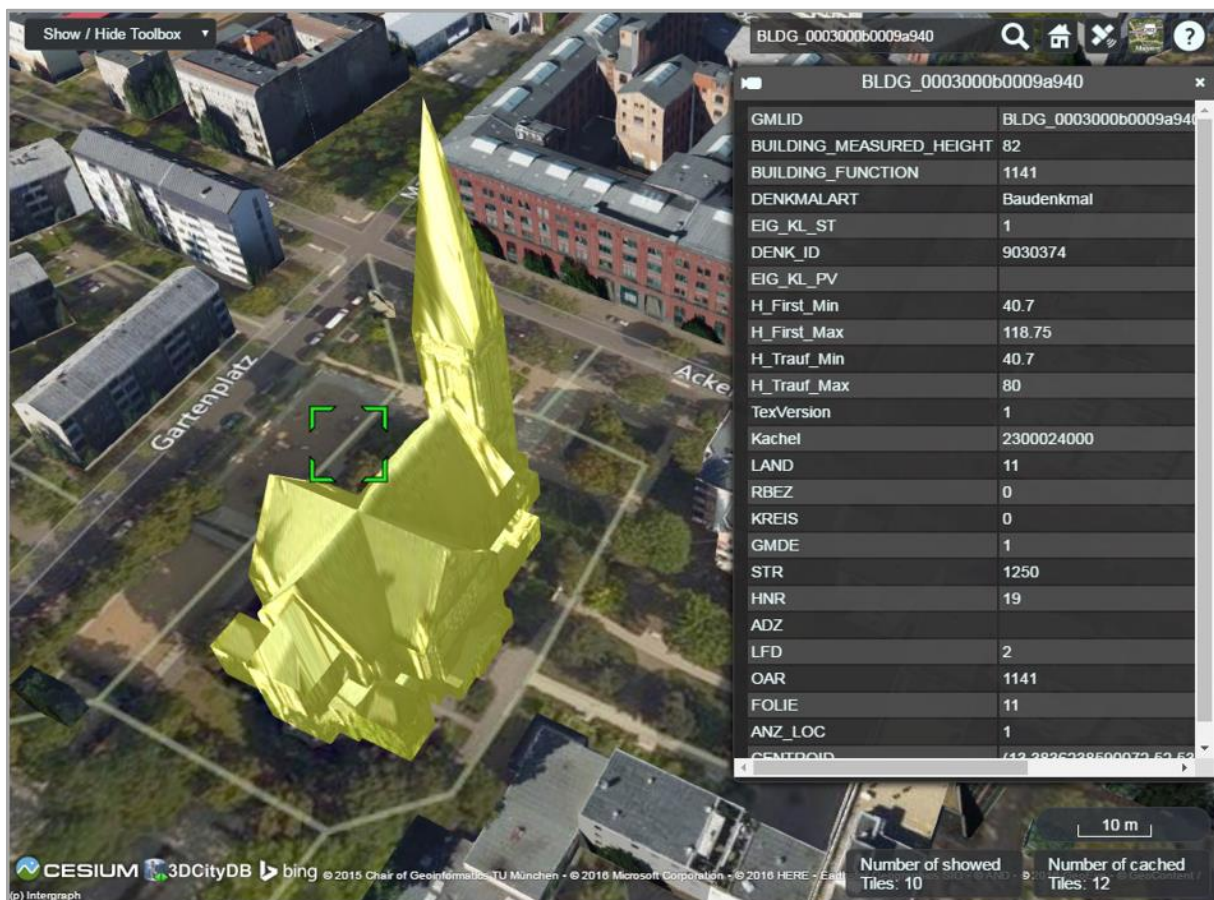 Show / Hide Toolbox
BLDG_0003000b0009a940
BLDG_0003000b0009a940
GMLID BLDG_0003000b0009a940
BUILDING_MEASURED_HEIGHT 82
BUILDING_FUNCTION 1141
DENKMALART Baudenkmal
EIG_KL_ST 1
DENK_ID 9030374
EIG_KL_PV
H_First_Min 40.7
H_First_Max 118.75
H_Trauf_Min 40.7
H_Trauf_Max 80
TexVersion 1
Kachel 2300024000
LAND 11
RBEZ 0
KREIS 0
GMDE 1
STR 1250
HNR 19
ADZ
LFD 2
OAR 1141
FOLIE 11
ANZ_LOC 1
CENTROID
Gartenplatz
Acke
10 m
Number of showed
Tiles: 10
Number of cached
Tiles: 12
CESIUM 3DCityDB bing © 2015 Chair of Geoinformatics TU München - © 2016 Microsoft Corporation - © 2016 HERE -
(p) Intergraph